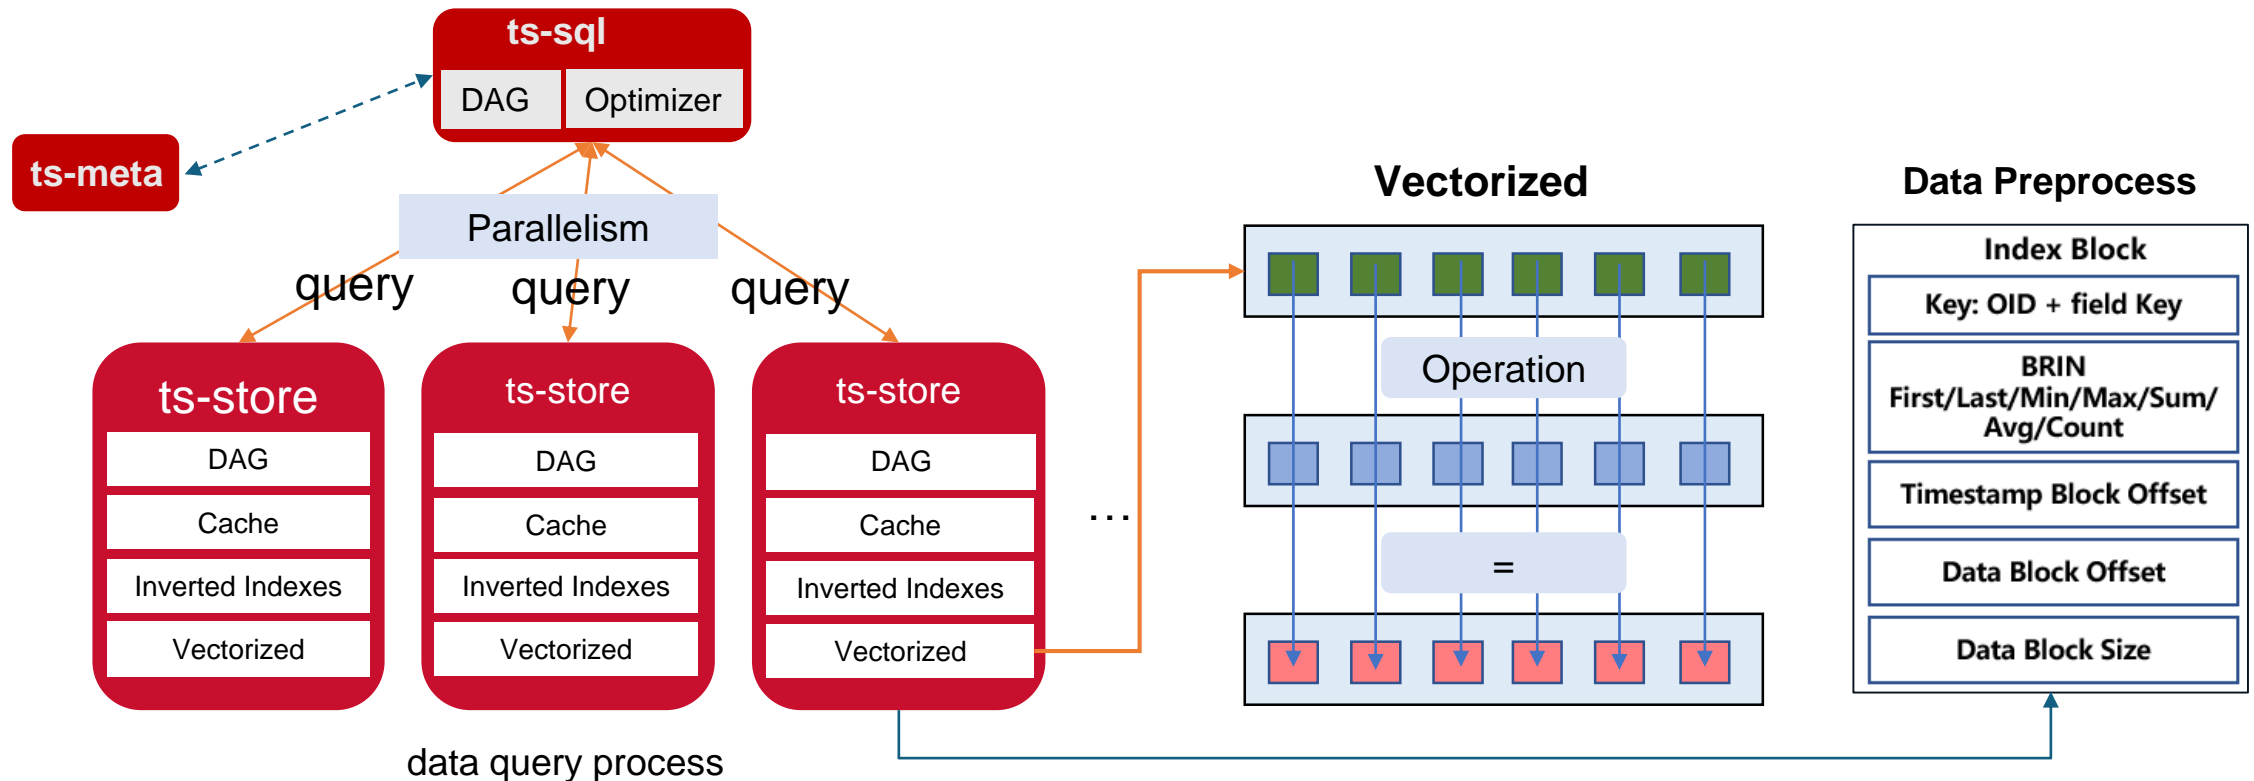 ts-sql
DAG
Optimizer
ts-meta
Parallelism
query
query
query
ts-store
DAG
Cache
Inverted Indexes
Vectorized
ts-store
DAG
Cache
Inverted Indexes
Vectorized
ts-store
DAG
Cache
Inverted Indexes
Vectorized
...
data query process
Vectorized
Operation
=
Data Preprocess
Index Block
Key: OID + field Key
BRIN
First/Last/Min/Max/Sum/
Avg/Count
Timestamp Block Offset
Data Block Offset
Data Block Size